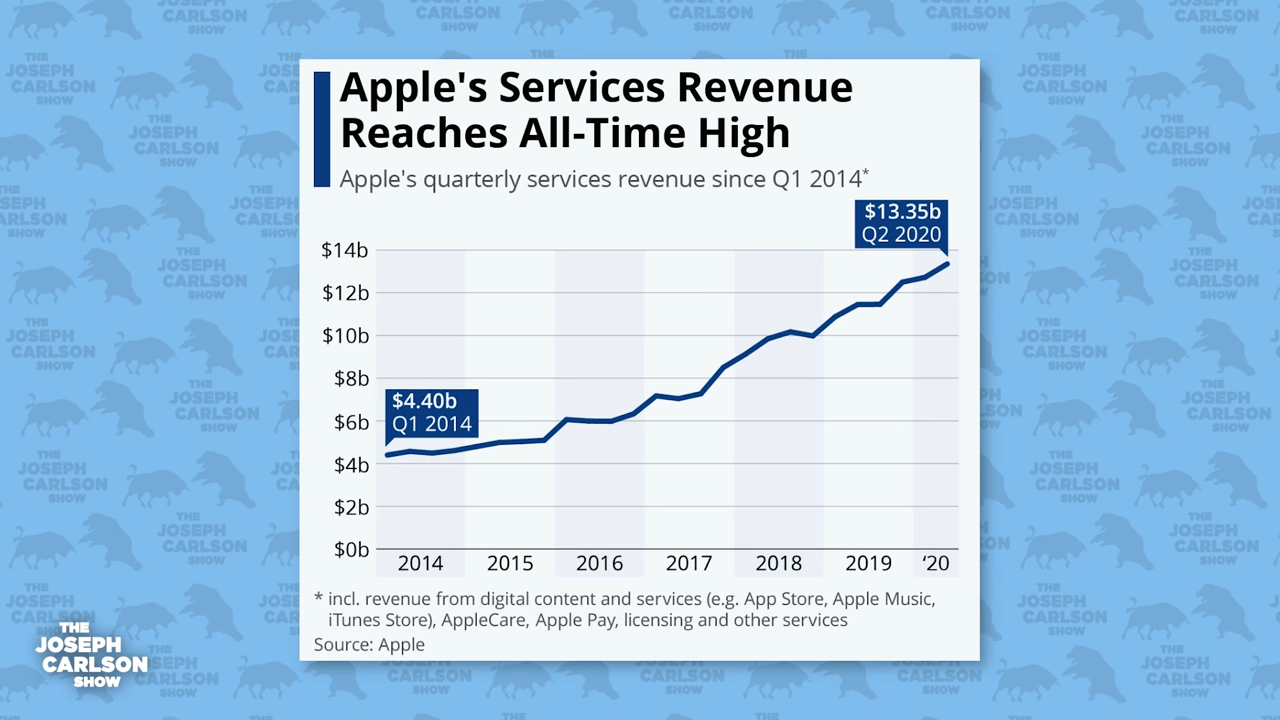 Apple's Services Revenue
Reaches All-Time High
Apple's quarterly services revenue since Q1 2014*
$13.35b
Q2 2020
$14b
$12b
$10b
$8b
$6b
$4b
$2b
$0b
$4.40b
Q1 2014
2014 2015 2016 2017 2018 2019 ‘20
* incl. revenue from digital content and services (e.g. App Store, Apple Music,
iTunes Store), AppleCare, Apple Pay, licensing and other services
Source: Apple
THE
JOSEPH
CARLSON
SHOW